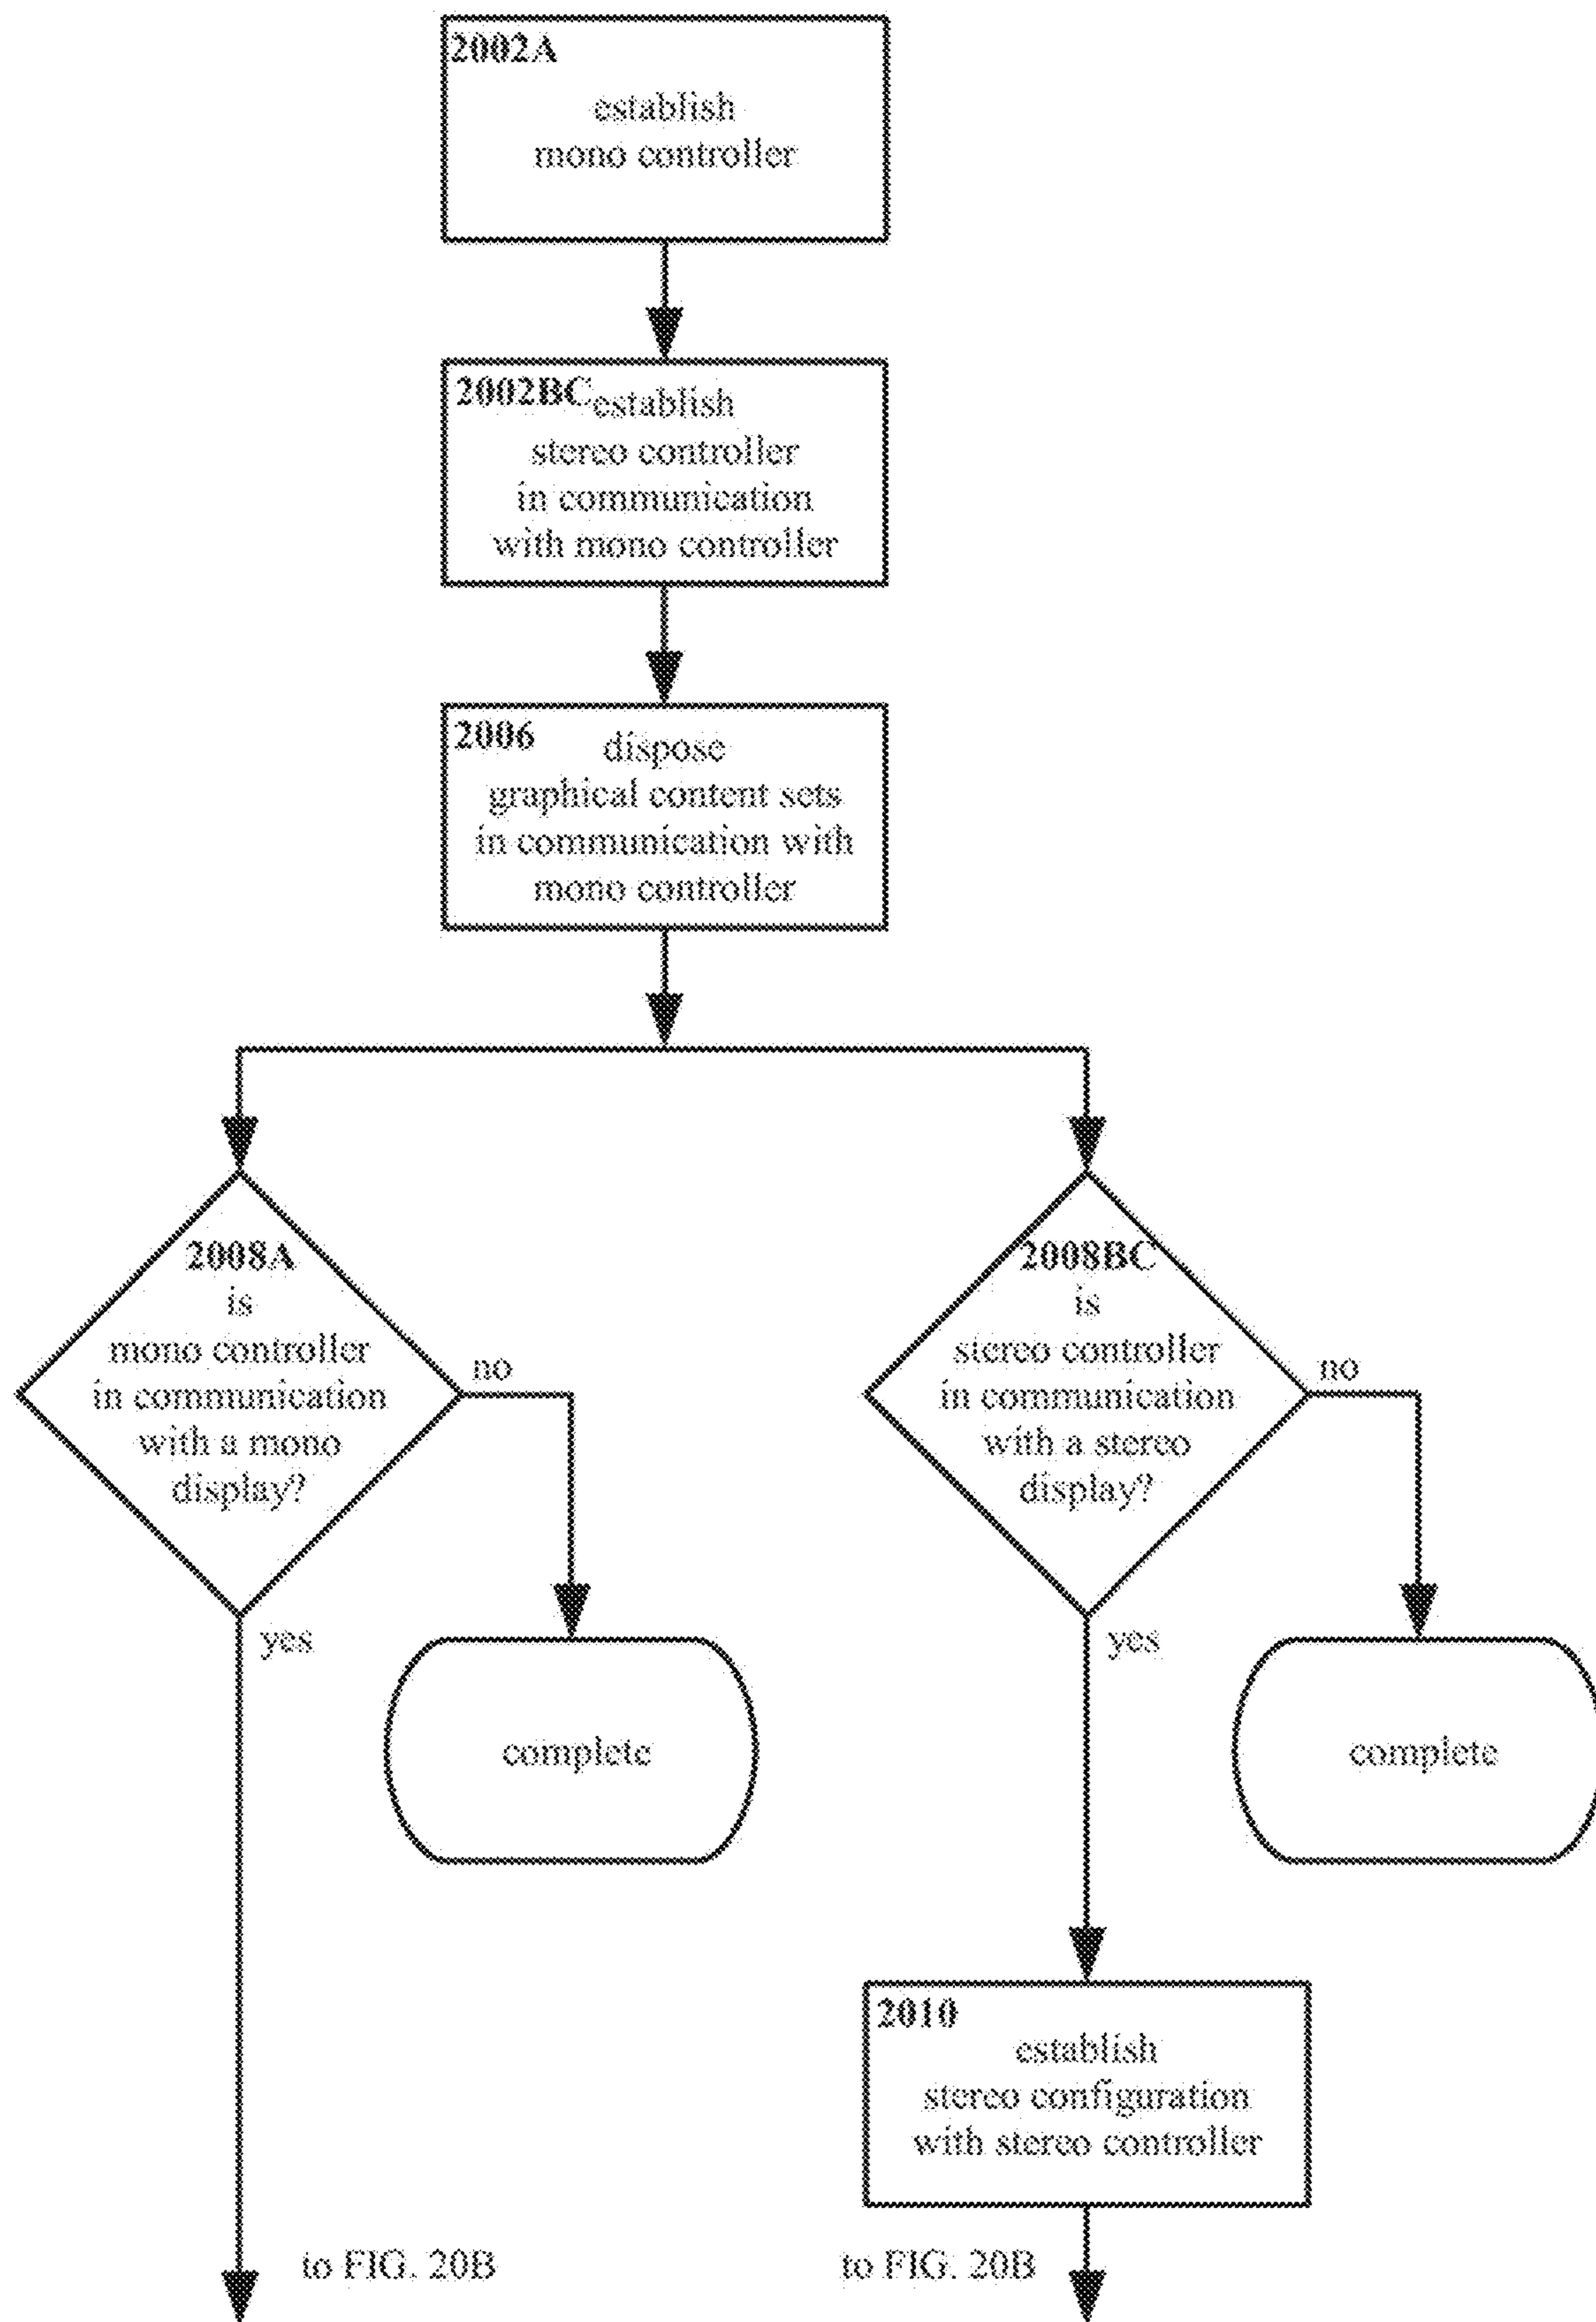 2002A
establish
mono controller
2002BC
establish
stereo controller
in communication
with mono controller
2006
dispose
graphical content sets
in communication with
mono controller
2008A
is
mono controller
in communication
with a mono
display?
no
yes
complete
2008BC
is
stereo controller
in communication
with a stereo
display?
no
yes
complete
2010
establish
stereo configuration
with stereo controller
to FIG. 20B
to FIG. 20B